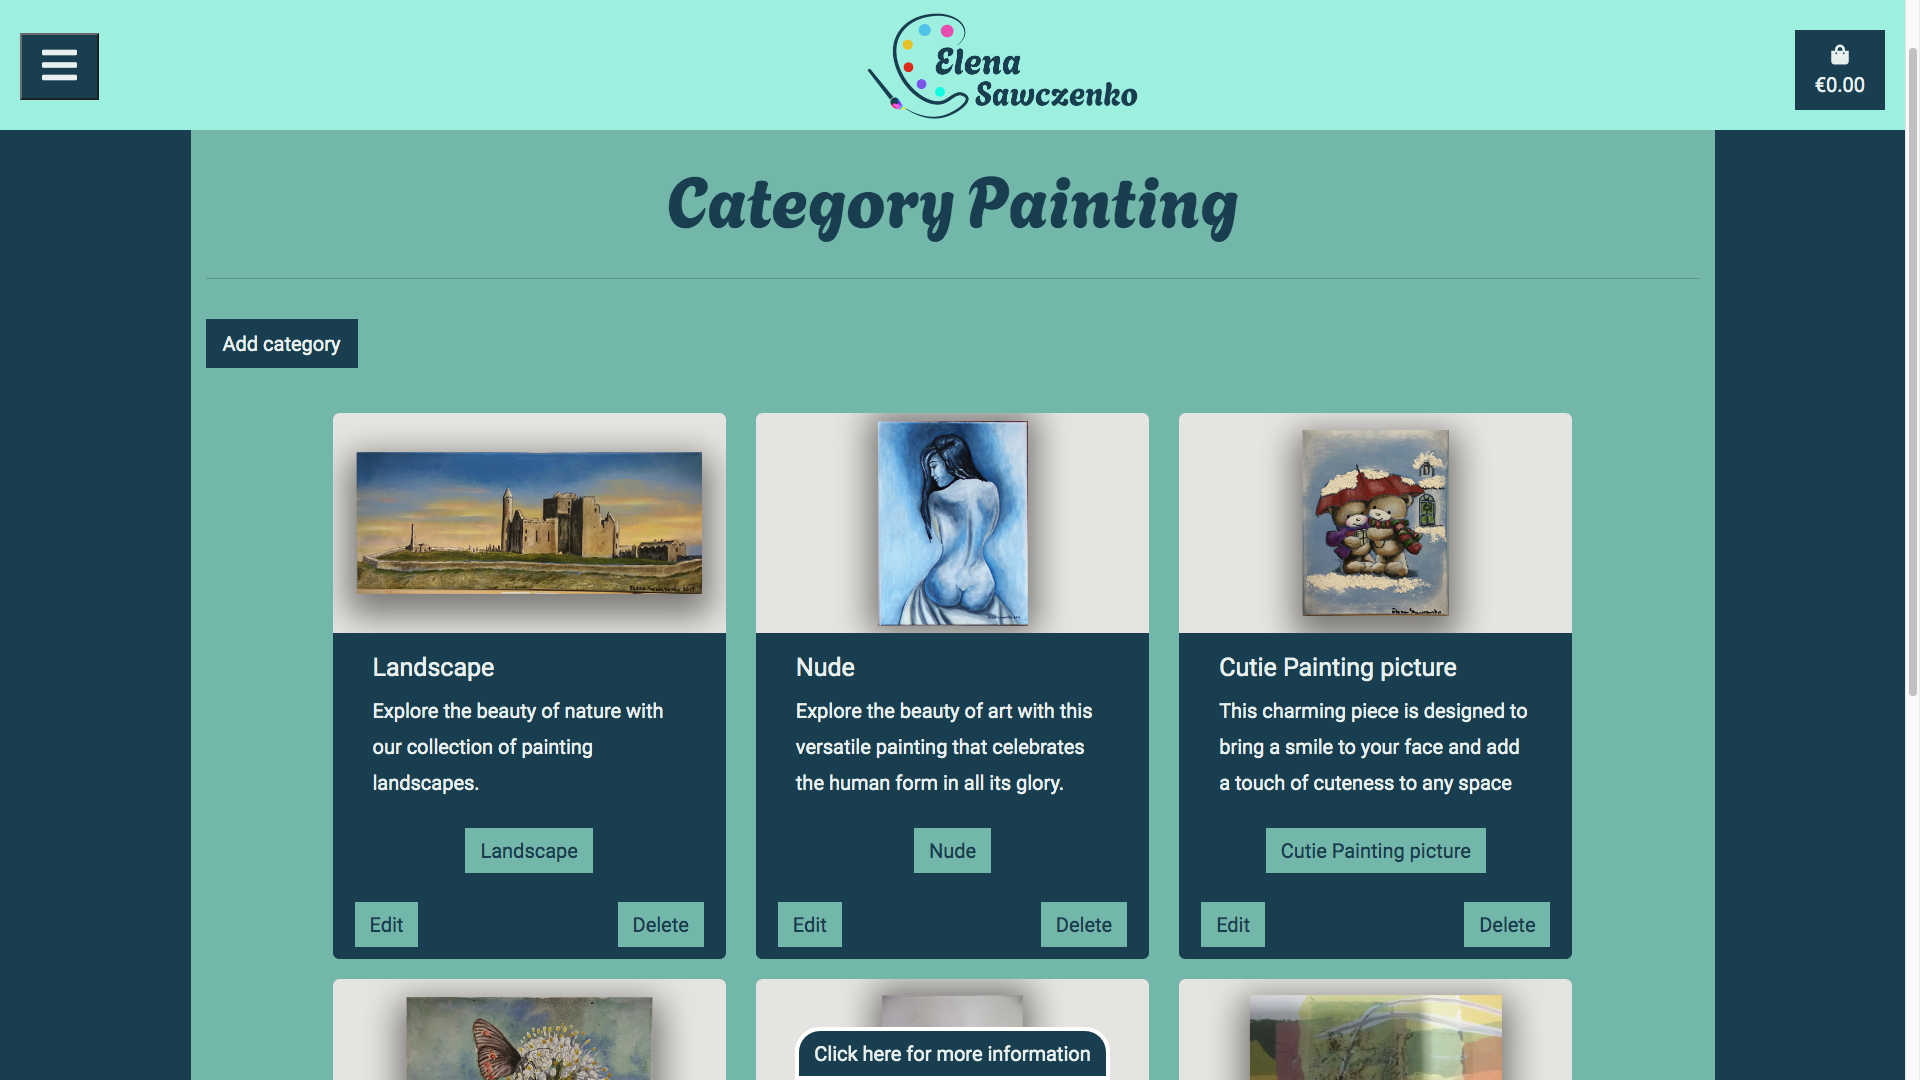 Elena
Sawczenko
€0.00
Category Painting
Add category
Landscape
Explore the beauty of nature with
our collection of painting
landscapes.
Landscape
Edit
Delete
Nude
Explore the beauty of art with this
versatile painting that celebrates
the human form in all its glory.
Nude
Edit
Delete
Cutie Painting picture
This charming piece is designed to
bring a smile to your face and add
a touch of cuteness to any space
Cutie Painting picture
Edit
Delete
Click here for more information